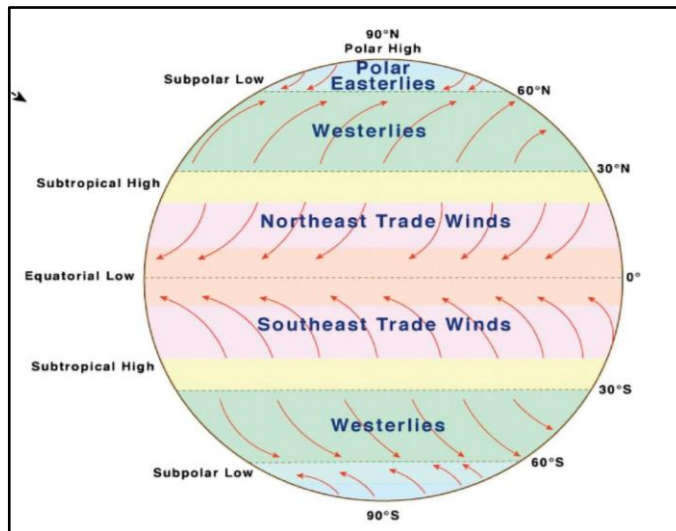 90°N
Polar High
Subpolar Low
Polar
Easterlies
60°N
Westerlies
30°N
Subtropical High
Northeast Trade Winds
Equatorial Low
0°
Southeast Trade Winds
Subtropical High
30°S
Westerlies
60°S
Subpolar Low
90°S